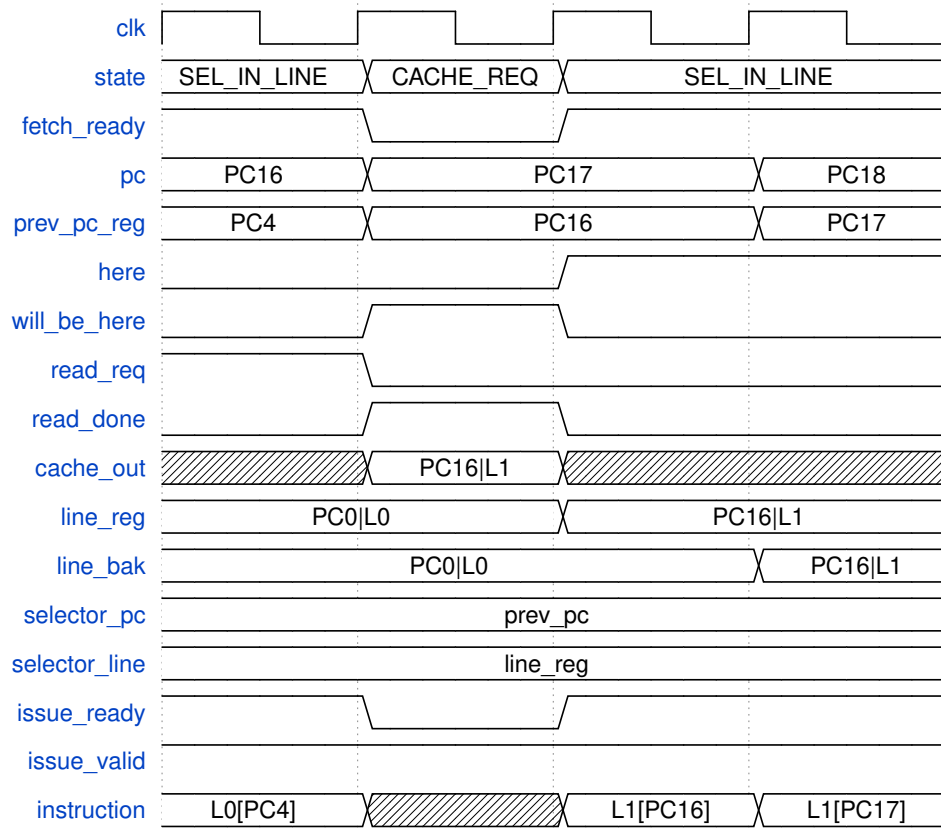 clk
state SEL_IN_LINE CACHE_REQ SEL_IN_LINE
fetch_ready
pc PC16 PC17 PC18
prev_pc_reg PC4 PC16 PC17
here
will_be_here
read_req
read_done
cache_out PC16|L1
line_reg PC0|L0 PC16|L1
line_bak PC0|L0 PC16|L1
selector_pc prev_pc
selector_line line_reg
issue_ready
issue_valid
instruction L0[PC4] L1[PC16] L1[PC17]